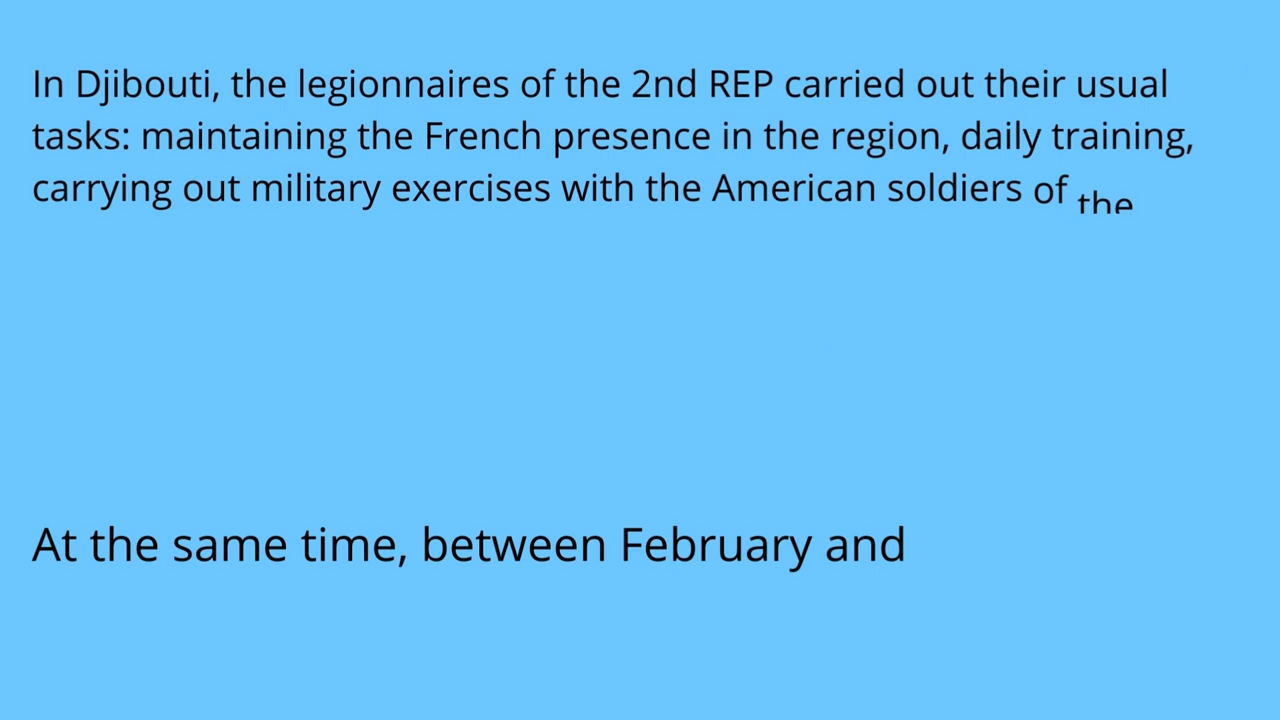 In Djibouti, the legionnaires of the 2nd REP carried out their usual
tasks: maintaining the French presence in the region, daily training,
carrying out military exercises with the American soldiers of the
At the same time, between February and